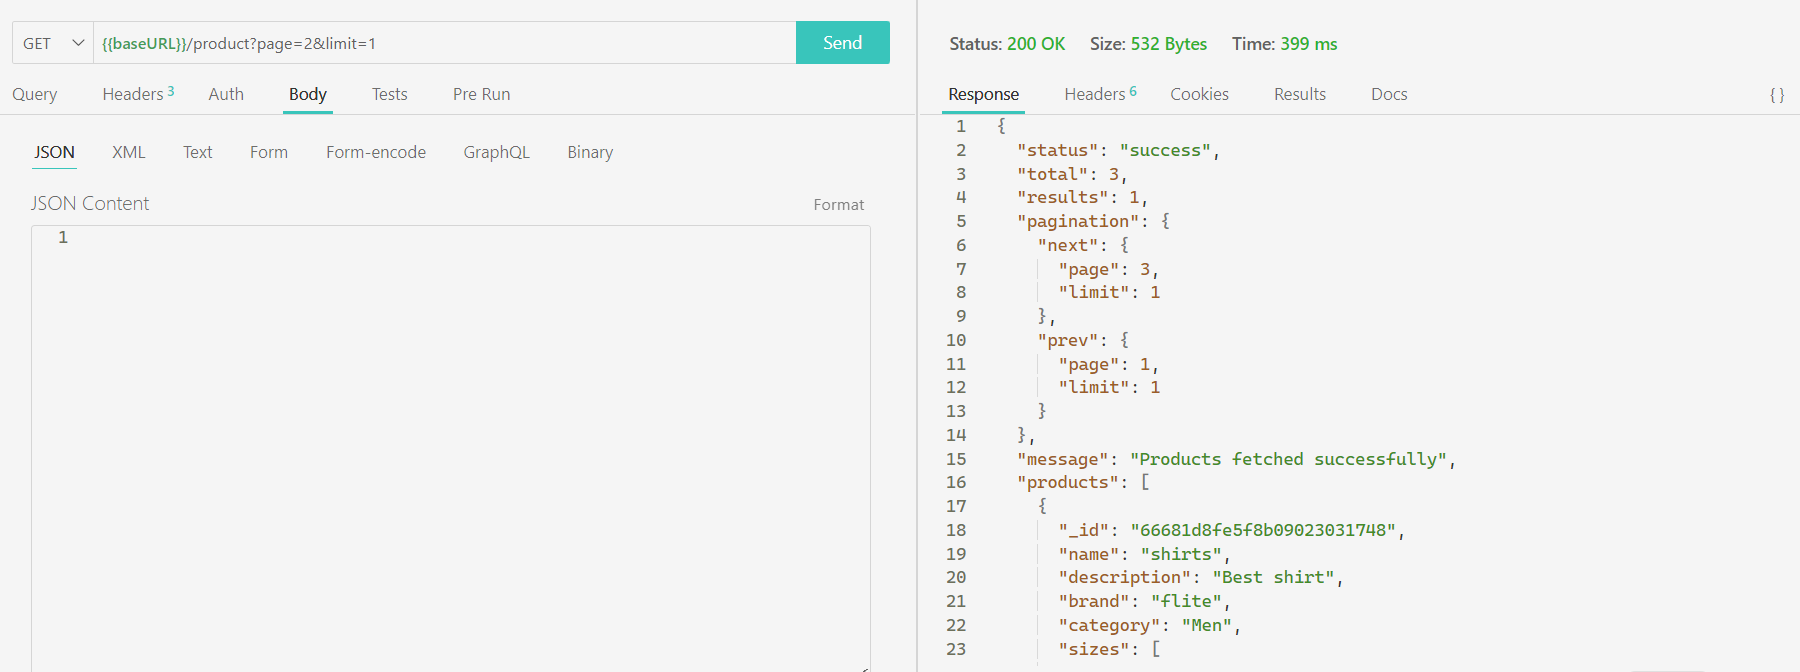 GET {{baseURL}}/product?page=2&limit=1 Send
Query Headers 3 Auth Body Tests Pre Run
JSON XML Text Form Form-encode GraphQL Binary
JSON Content Format
1
Status: 200 OK Size: 532 Bytes Time: 399 ms
Response Headers 6 Cookies Results Docs { }
1 {
2 "status": "success",
3 "total": 3,
4 "results": 1,
5 "pagination": {
6 "next": {
7 "page": 3,
8 "limit": 1
9 },
10 "prev": {
11 "page": 1,
12 "limit": 1
13 }
14 },
15 "message": "Products fetched successfully",
16 "products": [
17 {
18 "_id": "66681d8fe5f8b09023031748",
19 "name": "shirts",
20 "description": "Best shirt",
21 "brand": "flite",
22 "category": "Men",
23 "sizes": [